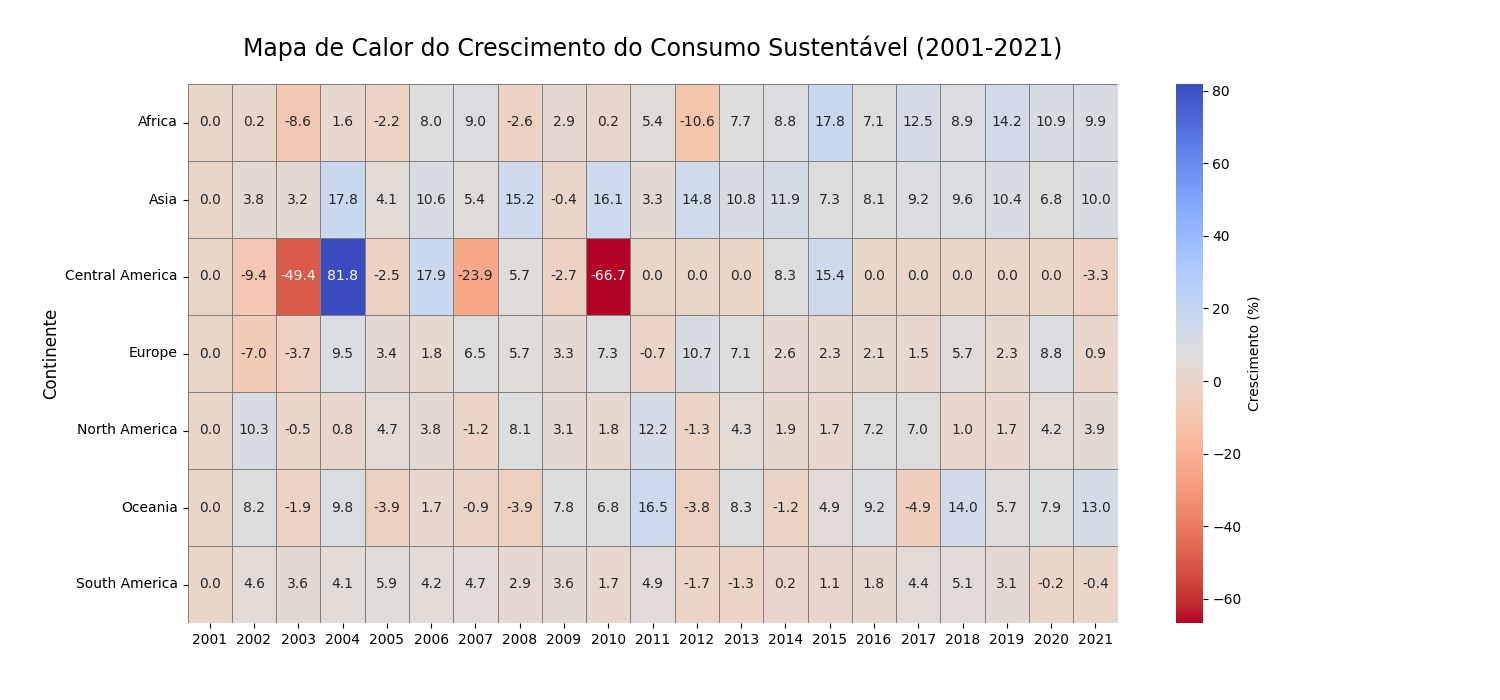 Mapa de Calor do Crescimento do Consumo Sustentável (2001-2021)
Continente
Africa 0.0 0.2 -8.6 1.6 -2.2 8.0 9.0 -2.6 2.9 0.2 5.4 -10.6 7.7 8.8 17.8 7.1 12.5 8.9 14.2 10.9 9.9
Asia 0.0 3.8 3.2 17.8 4.1 10.6 5.4 15.2 -0.4 16.1 3.3 14.8 10.8 11.9 7.3 8.1 9.2 9.6 10.4 6.8 10.0
Central America 0.0 -9.4 -49.4 81.8 -2.5 17.9 -23.9 5.7 -2.7 -66.7 0.0 0.0 0.0 8.3 15.4 0.0 0.0 0.0 0.0 0.0 -3.3
Europe 0.0 -7.0 -3.7 9.5 3.4 1.8 6.5 5.7 3.3 7.3 -0.7 10.7 7.1 2.6 2.3 2.1 1.5 5.7 2.3 8.8 0.9
North America 0.0 10.3 -0.5 0.8 4.7 3.8 -1.2 8.1 3.1 1.8 12.2 -1.3 4.3 1.9 1.7 7.2 7.0 1.0 1.7 4.2 3.9
Oceania 0.0 8.2 -1.9 9.8 -3.9 1.7 -0.9 -3.9 7.8 6.8 16.5 -3.8 8.3 -1.2 4.9 9.2 -4.9 14.0 5.7 7.9 13.0
South America 0.0 4.6 3.6 4.1 5.9 4.2 4.7 2.9 3.6 1.7 4.9 -1.7 -1.3 0.2 1.1 1.8 4.4 5.1 3.1 -0.2 -0.4
2001 2002 2003 2004 2005 2006 2007 2008 2009 2010 2011 2012 2013 2014 2015 2016 2017 2018 2019 2020 2021
80
60
40
20
0
−20
−40
−60
Crescimento (%)